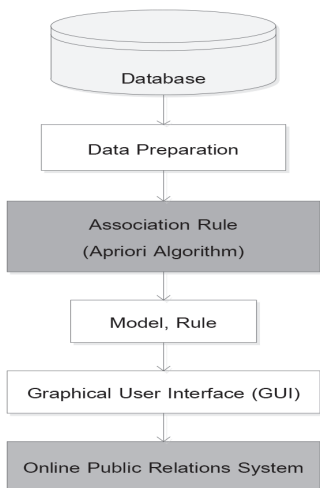 Database
Data Preparation
Association Rule
(Apriori Algorithm)
Model, Rule
Graphical User Interface (GUI)
Online Public Relations System